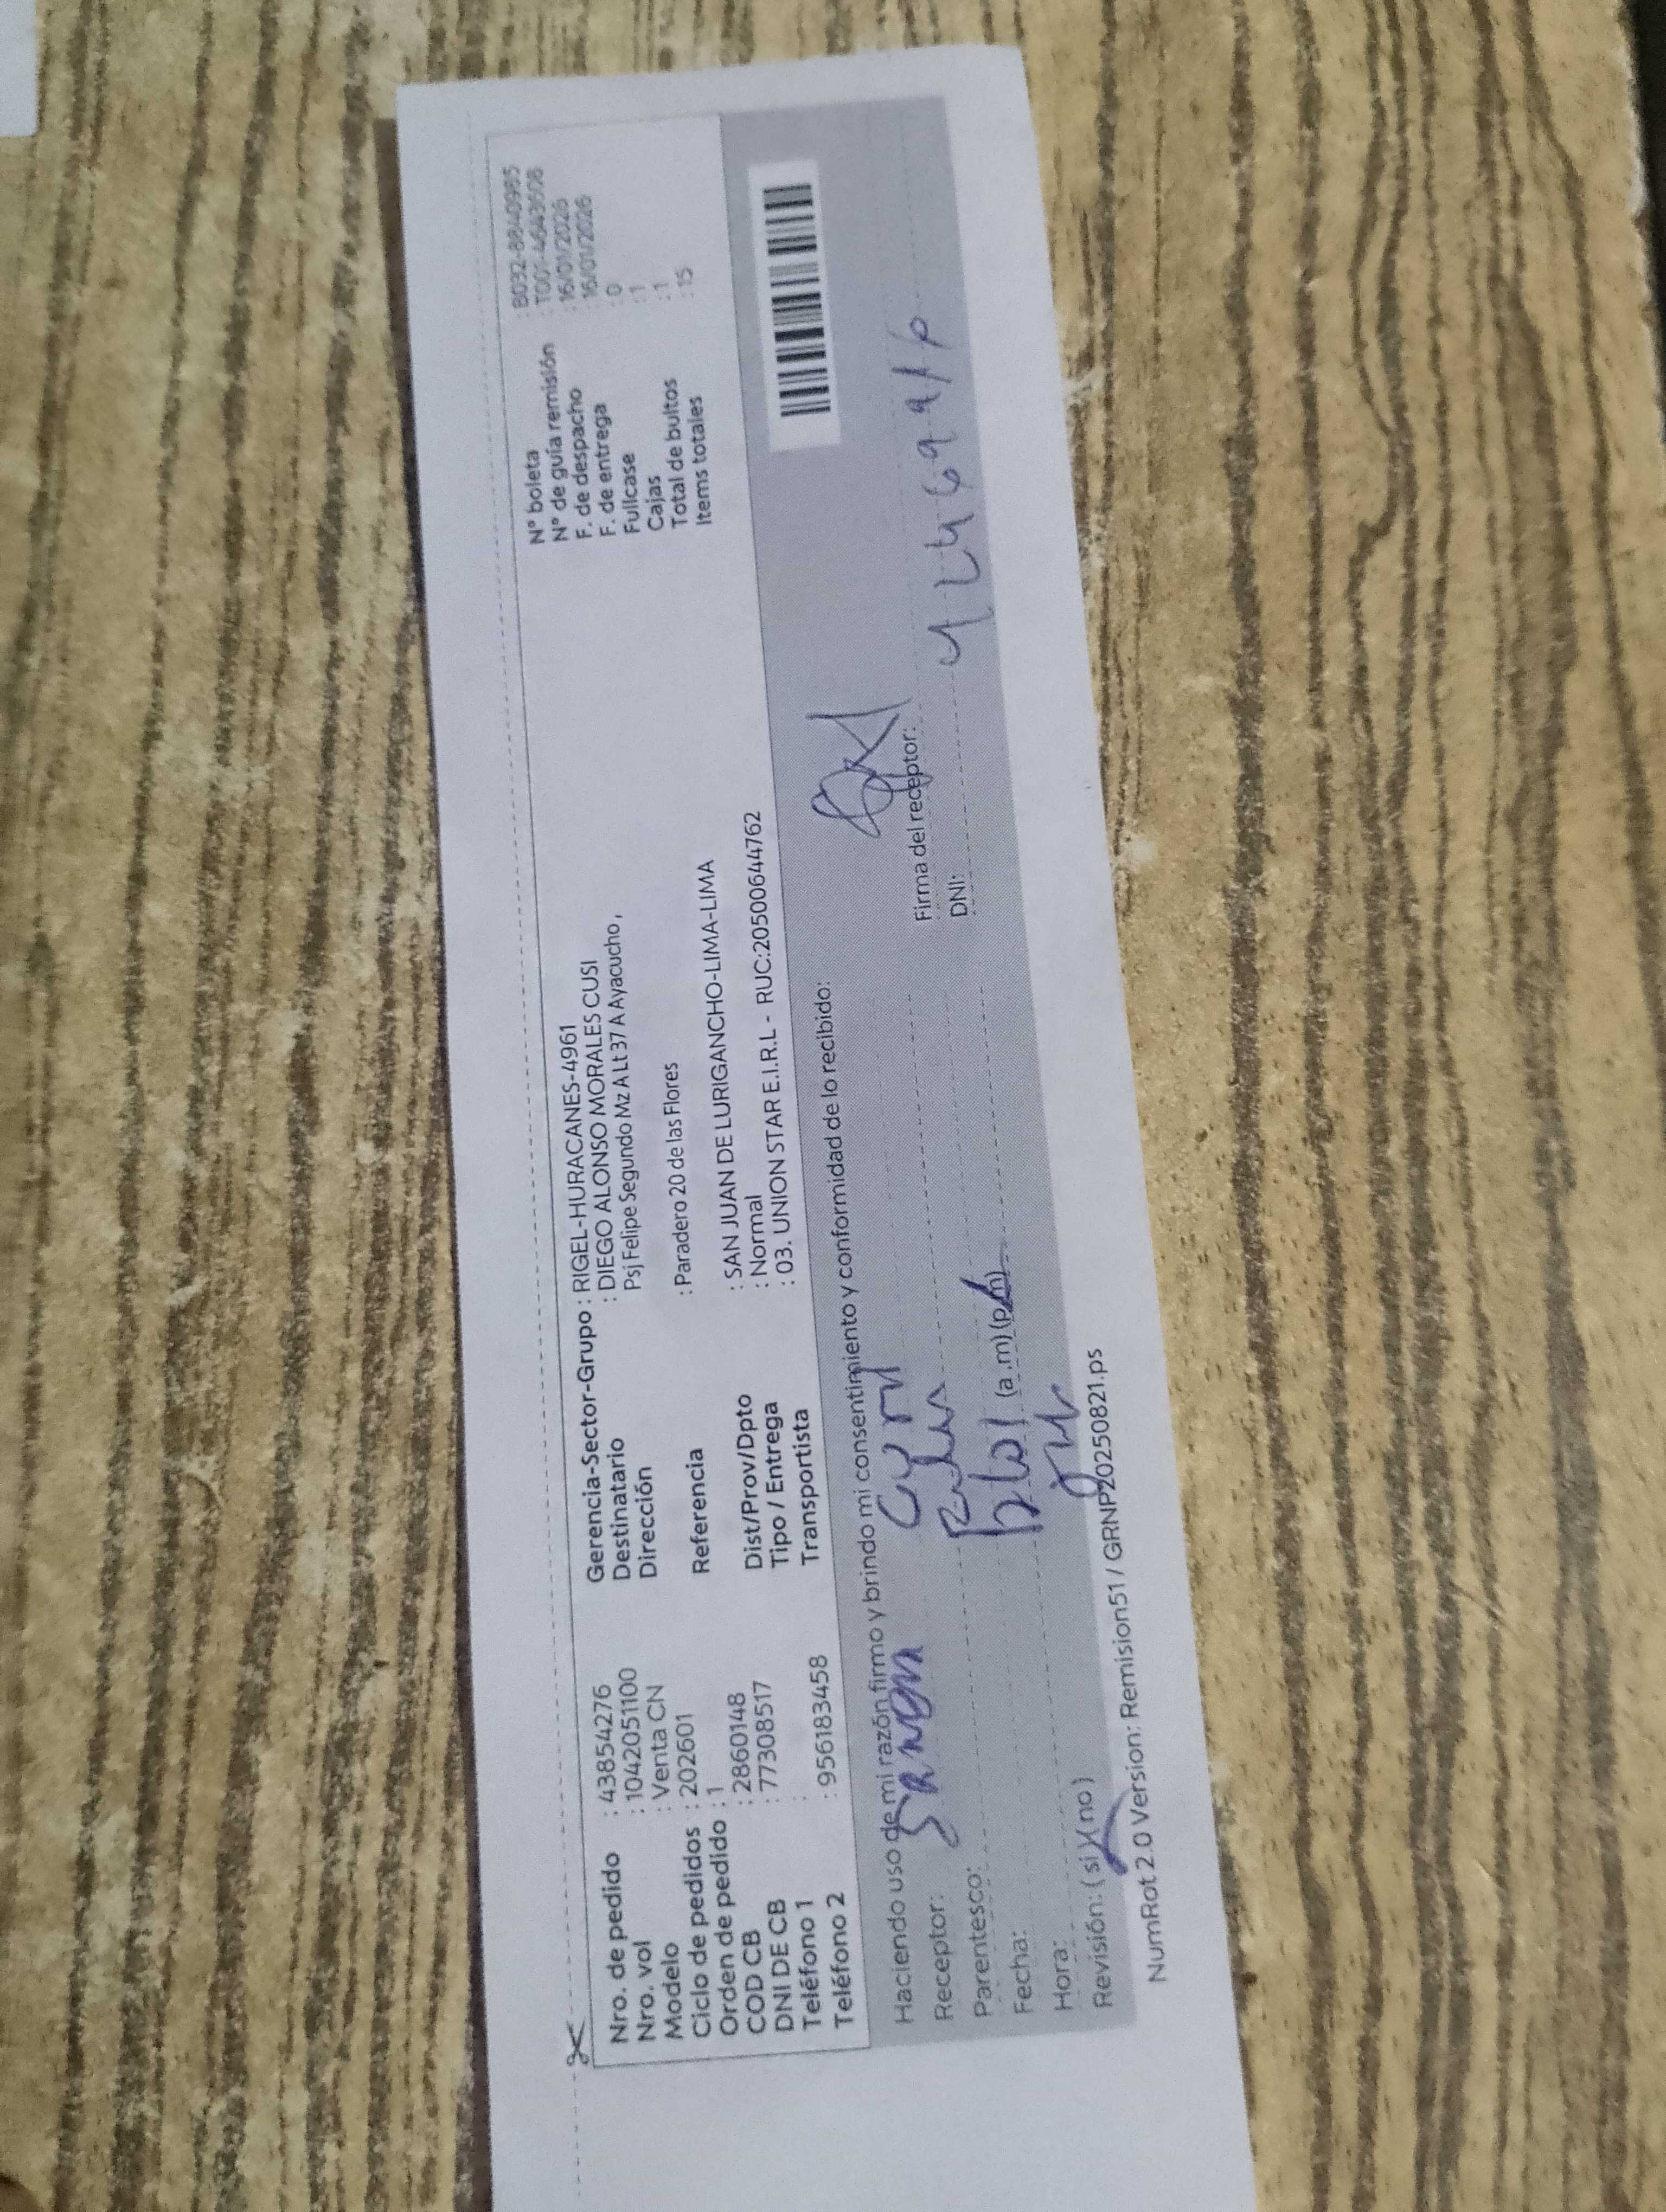 Nro. de pedido : 43854276
Nro. vol : 1042051100
Modelo : Venta CN
Ciclo de pedidos : 202601
Orden de pedido : 1
COD CB : 2860148
DNI DE CB : 77308517
Teléfono 1 :
Teléfono 2 : 956183458
Gerencia-Sector-Grupo : RIGEL-HURACANES-4961
Destinatario : DIEGO ALONSO MORALES CUSI
Dirección Psj Felipe Segundo Mz A Lt 37 A Ayacucho,
Referencia : Paradero 20 de las Flores
Dist/Prov/Dpto : SAN JUAN DE LURIGANCHO-LIMA-LIMA
Tipo / Entrega : Normal
Transportista : 03. UNION STAR E.I.R.L - RUC:20500644762
N° boleta : B032-8840985
N° de guía remisión : T001-4643608
F. de despacho : 16/01/2026
F. de entrega : 16/01/2026
Fullcase : 0
Cajas : 1
Total de bultos : 1
Items totales : 15
Haciendo uso de mi razón firmo y brindo mi consentimiento y conformidad de lo recibido:
Receptor:
Parentesco:
Fecha:
Hora: (a.m) (p.m)
Revisión: ( si )( no )
Firma del receptor:
DNI:
NumRot 2.0 Version: Remision51 / GRNP20250821.ps